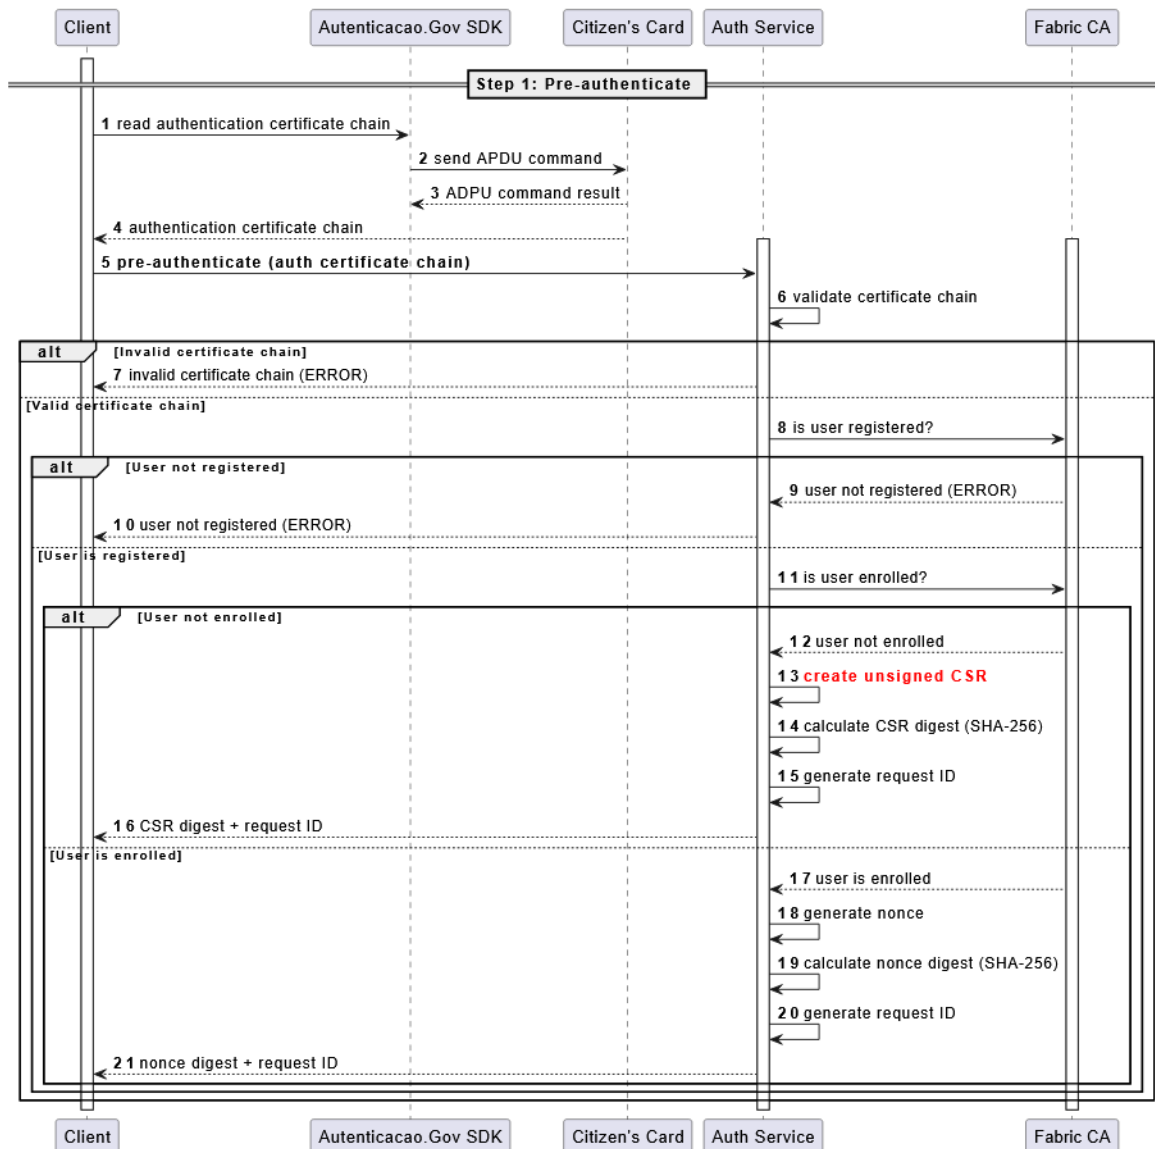 Client
Autenticacao.Gov SDK
Citizen's Card
Auth Service
Fabric CA
Step 1: Pre-authenticate
1 read authentication certificate chain
2 send APDU command
3 ADPU command result
4 authentication certificate chain
5 pre-authenticate (auth certificate chain)
6 validate certificate chain
alt [Invalid certificate chain]
7 invalid certificate chain (ERROR)
[Valid certificate chain]
8 is user registered?
alt [User not registered]
9 user not registered (ERROR)
10 user not registered (ERROR)
[User is registered]
11 is user enrolled?
alt [User not enrolled]
12 user not enrolled
13 create unsigned CSR
14 calculate CSR digest (SHA-256)
15 generate request ID
16 CSR digest + request ID
[User is enrolled]
17 user is enrolled
18 generate nonce
19 calculate nonce digest (SHA-256)
20 generate request ID
21 nonce digest + request ID
Client
Autenticacao.Gov SDK
Citizen's Card
Auth Service
Fabric CA